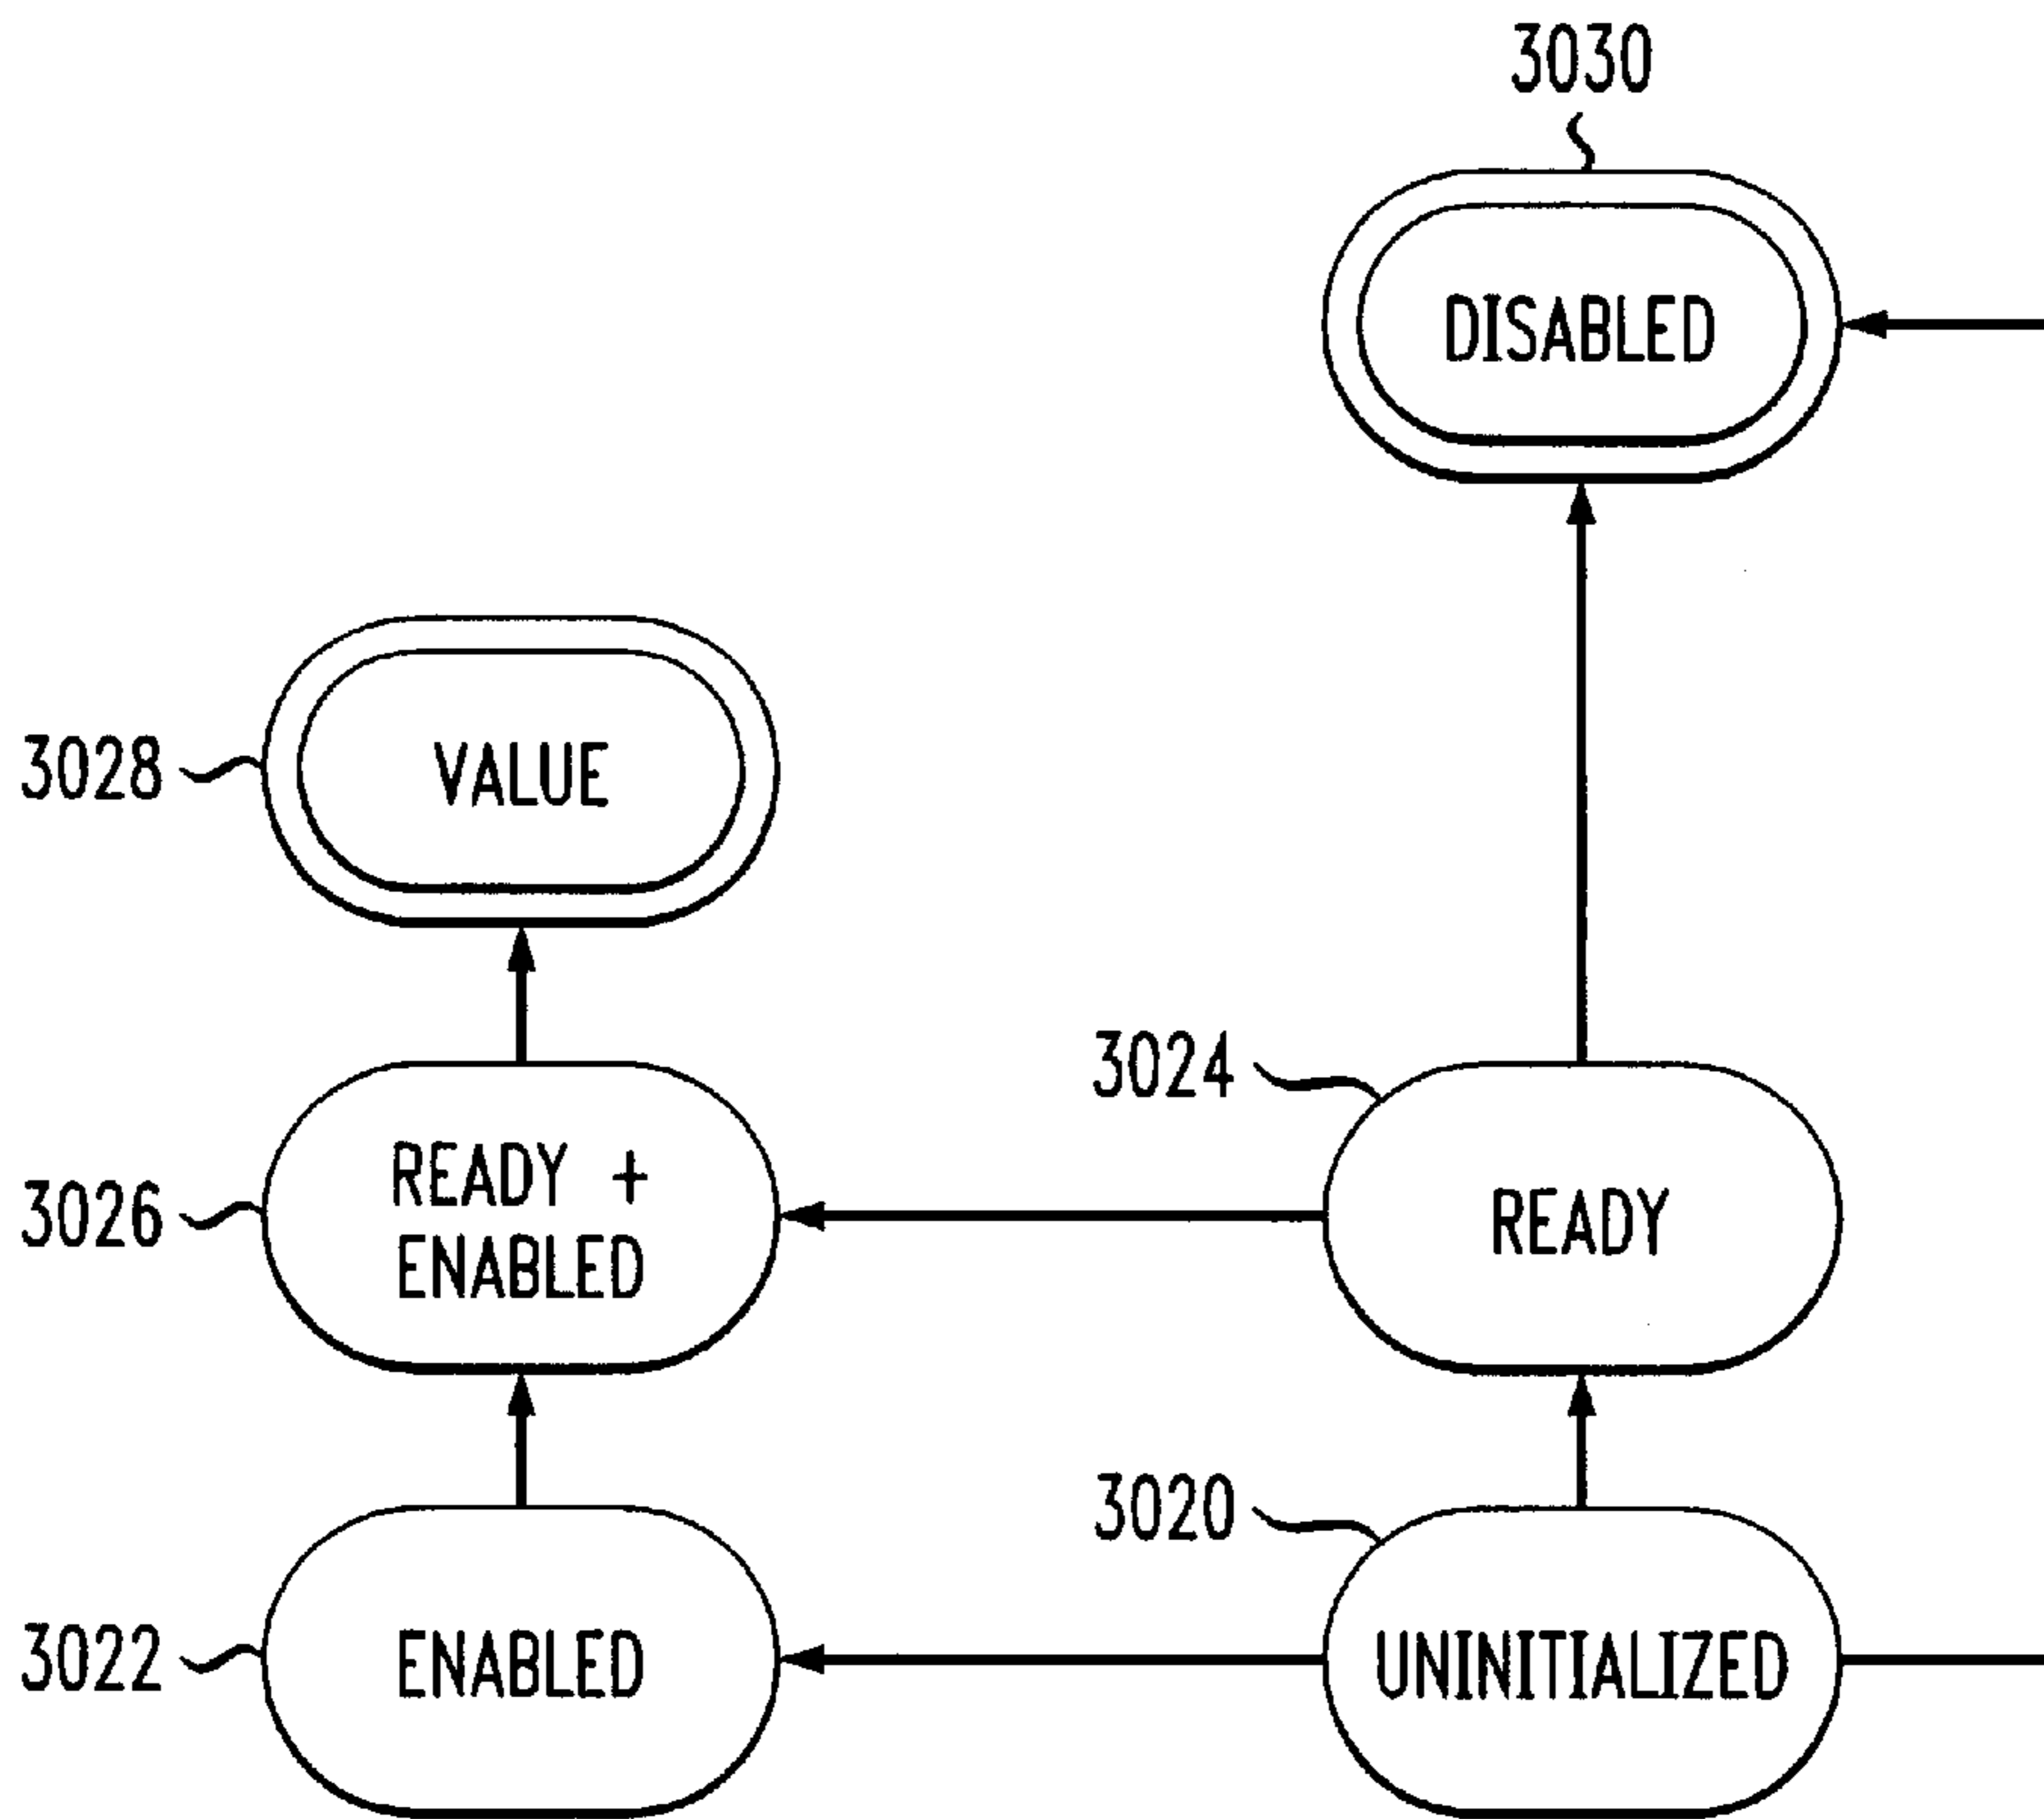 3030
DISABLED
3028
VALUE
3024
3026
READY +
ENABLED
READY
3020
3022
ENABLED
UNINITIALIZED